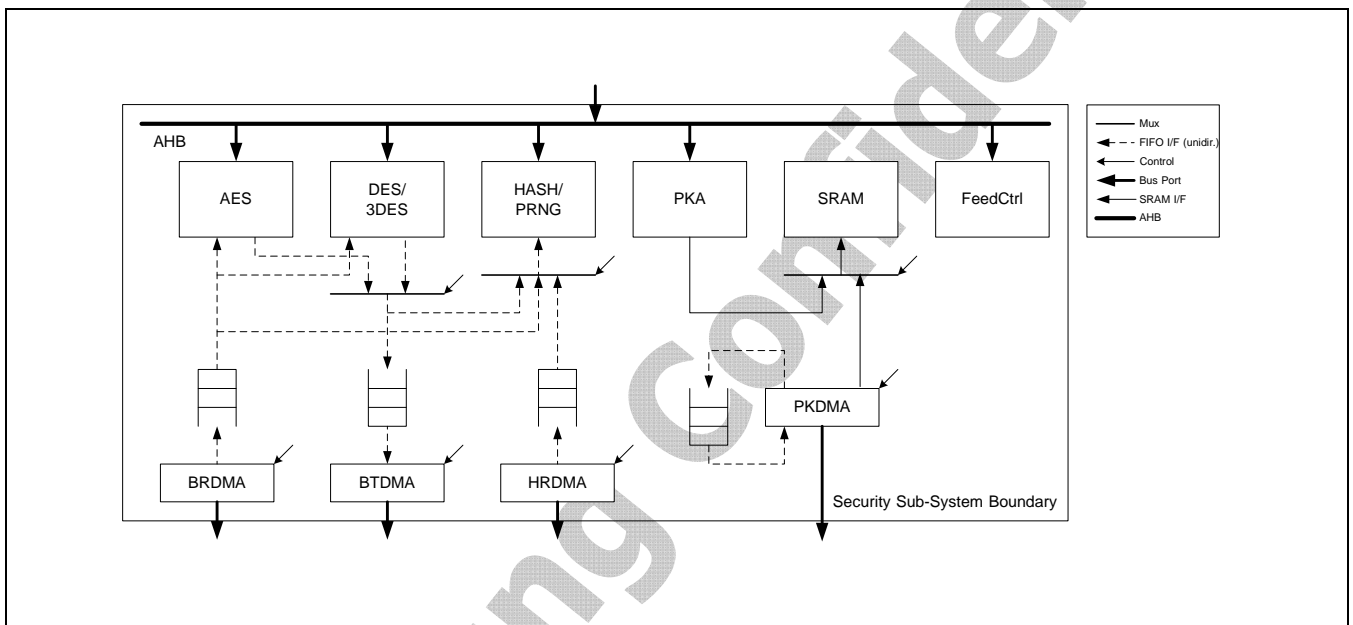 AHB
AES
DES/
3DES
HASH/
PRNG
PKA
SRAM
FeedCtrl
Mux
FIFO I/F (unidir.)
Control
Bus Port
SRAM I/F
AHB
BRDMA
BTDMA
HRDMA
PKDMA
Security Sub-System Boundary